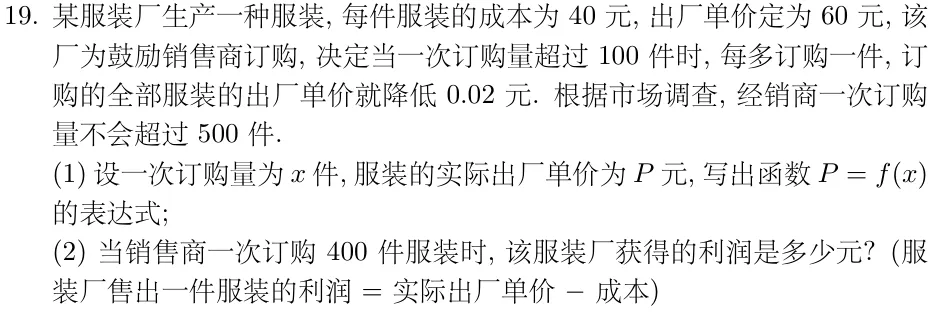 19. 某服装厂生产一种服装, 每件服装的成本为 40 元, 出厂单价定为 60 元, 该
厂为鼓励销售商订购, 决定当一次订购量超过 100 件时, 每多订购一件, 订
购的全部服装的出厂单价就降低 0.02 元. 根据市场调查, 经销商一次订购
量不会超过 500 件.
(1) 设一次订购量为 x 件, 服装的实际出厂单价为 P 元, 写出函数 P = f(x)
的表达式;
(2) 当销售商一次订购 400 件服装时, 该服装厂获得的利润是多少元? (服
装厂售出一件服装的利润 = 实际出厂单价 − 成本)